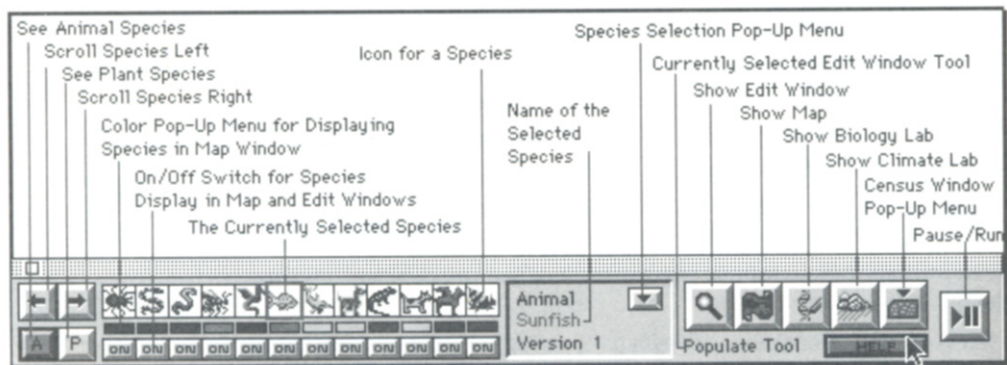 See Animal Species
Scroll Species Left
See Plant Species
Scroll Species Right
Color Pop-Up Menu for Displaying
Species in Map Window
On/Off Switch for Species
Display in Map and Edit Windows
The Currently Selected Species
Icon for a Species
Name of the
Selected
Species
Species Selection Pop-Up Menu
Currently Selected Edit Window Tool
Show Edit Window
Show Map
Show Biology Lab
Show Climate Lab
Census Window
Pop-Up Menu
Pause/Run
A P
ON ON ON ON ON ON ON ON ON ON ON ON
Animal
Sunfish
Version 1
Populate Tool
HELP